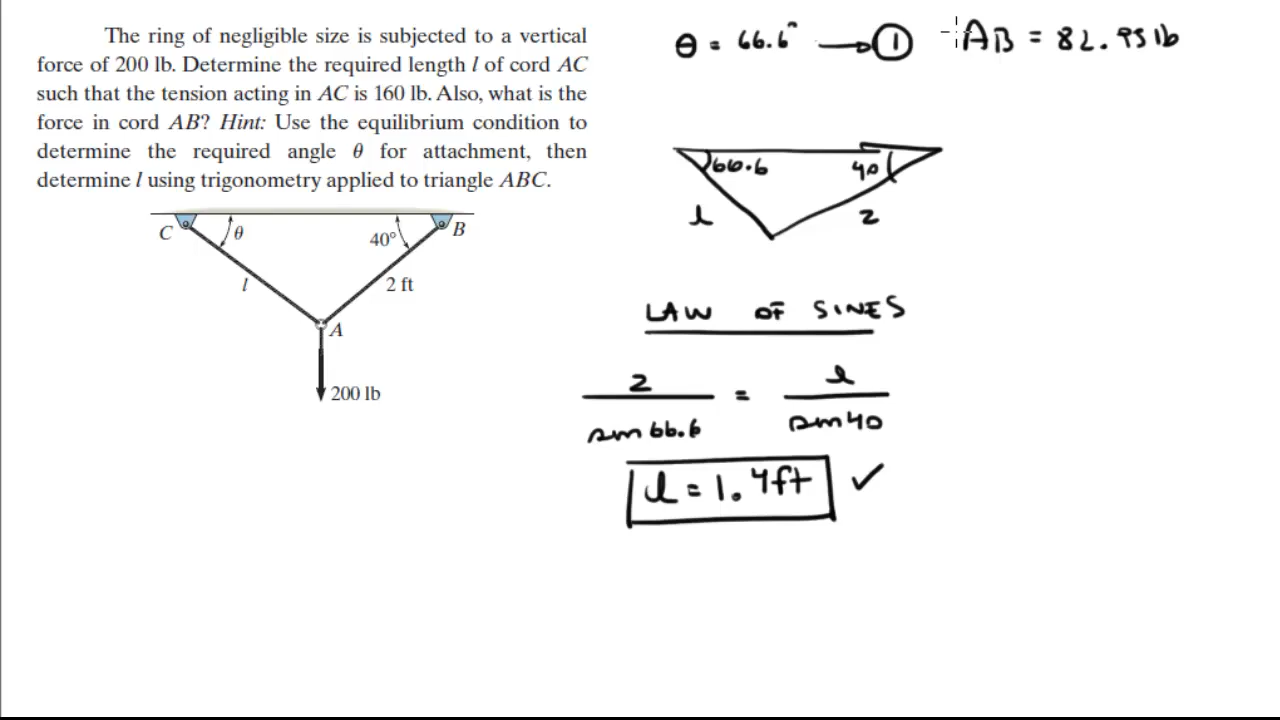 The ring of negligible size is subjected to a vertical
force of 200 lb. Determine the required length l of cord AC
such that the tension acting in AC is 160 lb. Also, what is the
force in cord AB? Hint: Use the equilibrium condition to
determine the required angle θ for attachment, then
determine l using trigonometry applied to triangle ABC.
C
θ
40°
B
l
2 ft
A
200 lb
θ = 66.6° → 1
AB = 82.95 lb
66.6
40
l
2
LAW OF SINES
2 / sin 66.6 = l / sin 40
l = 1.4ft ✓